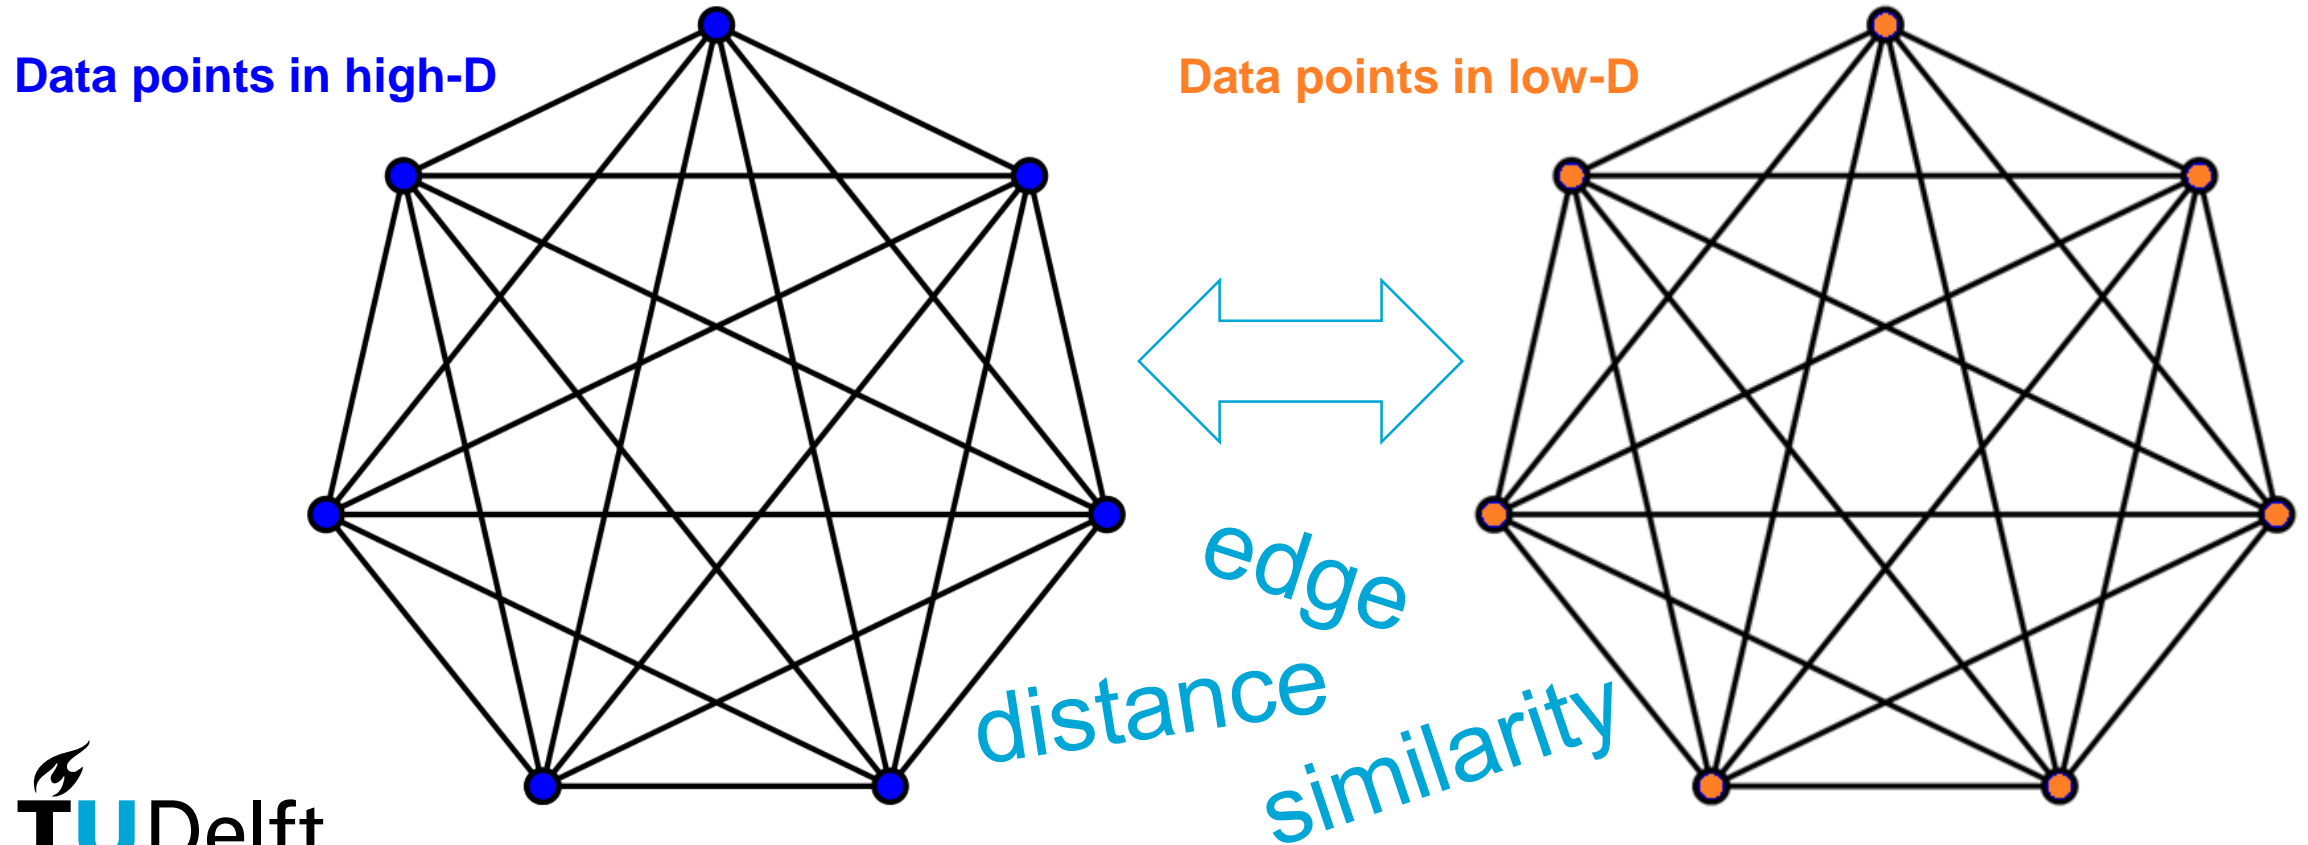 Data points in high-D
Data points in low-D
edge
distance
similarity
TUDelft